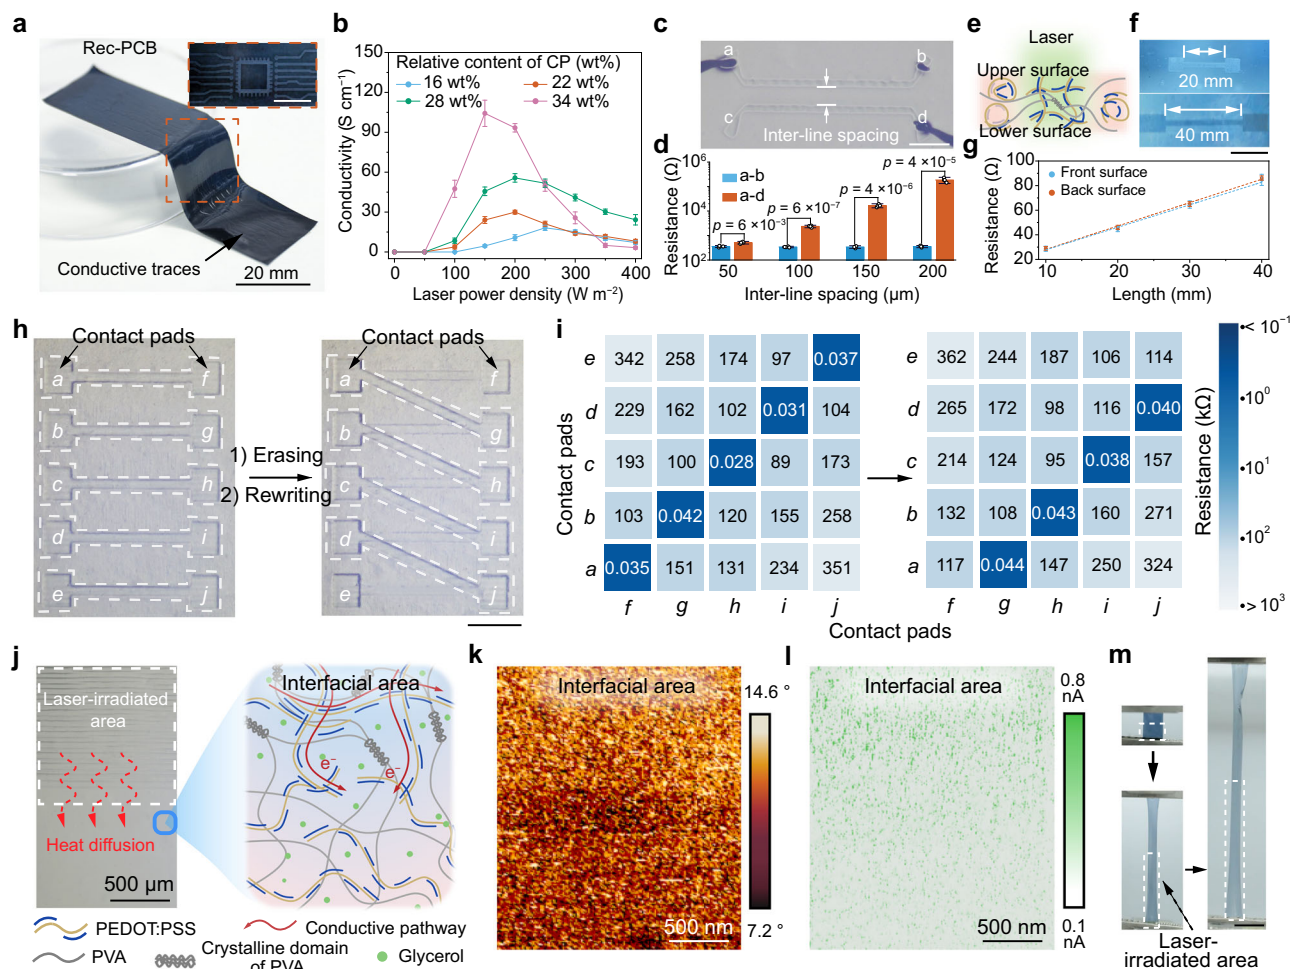 a
Rec-PCB
Conductive traces
20 mm
b
Conductivity (S cm⁻¹)
150
120
90
60
30
0
Relative content of CP (wt%)
16 wt% 22 wt%
28 wt% 34 wt%
0 100 200 300 400
Laser power density (W m⁻²)
c
a
b
c
d
Inter-line spacing
d
Resistance (Ω)
10⁶
10⁴
10²
a-b
a-d
p = 6 ×10⁻³
p = 6 ×10⁻⁷
p = 4 ×10⁻⁶
p = 4 ×10⁻⁵
50 100 150 200
Inter-line spacing (µm)
e
Laser
Upper surface
Lower surface
f
20 mm
40 mm
g
Resistance (Ω)
100
80
60
40
20
Front surface
Back surface
10 20 30 40
Length (mm)
h
Contact pads
a f
b g
c h
d i
e j
1) Erasing
2) Rewriting
Contact pads
a f
b g
c h
d i
e j
i
Contact pads
e 342 258 174 97 0.037
d 229 162 102 0.031 104
c 193 100 0.028 89 173
b 103 0.042 120 155 258
a 0.035 151 131 234 351
f g h i j
e 362 244 187 106 114
d 265 172 98 116 0.040
c 214 124 95 0.038 157
b 132 108 0.043 160 271
a 117 0.044 147 250 324
f g h i j
Contact pads
Resistance (kΩ)
< 10⁻¹
10⁰
10¹
10²
> 10³
j
Laser-irradiated
area
Heat diffusion
500 µm
Interfacial area
e⁻
e⁻
PEDOT:PSS
Conductive pathway
PVA
Crystalline domain
of PVA
Glycerol
k
Interfacial area
500 nm
14.6 °
7.2 °
l
Interfacial area
500 nm
0.8
nA
0.1
nA
m
Laser-
irradiated area